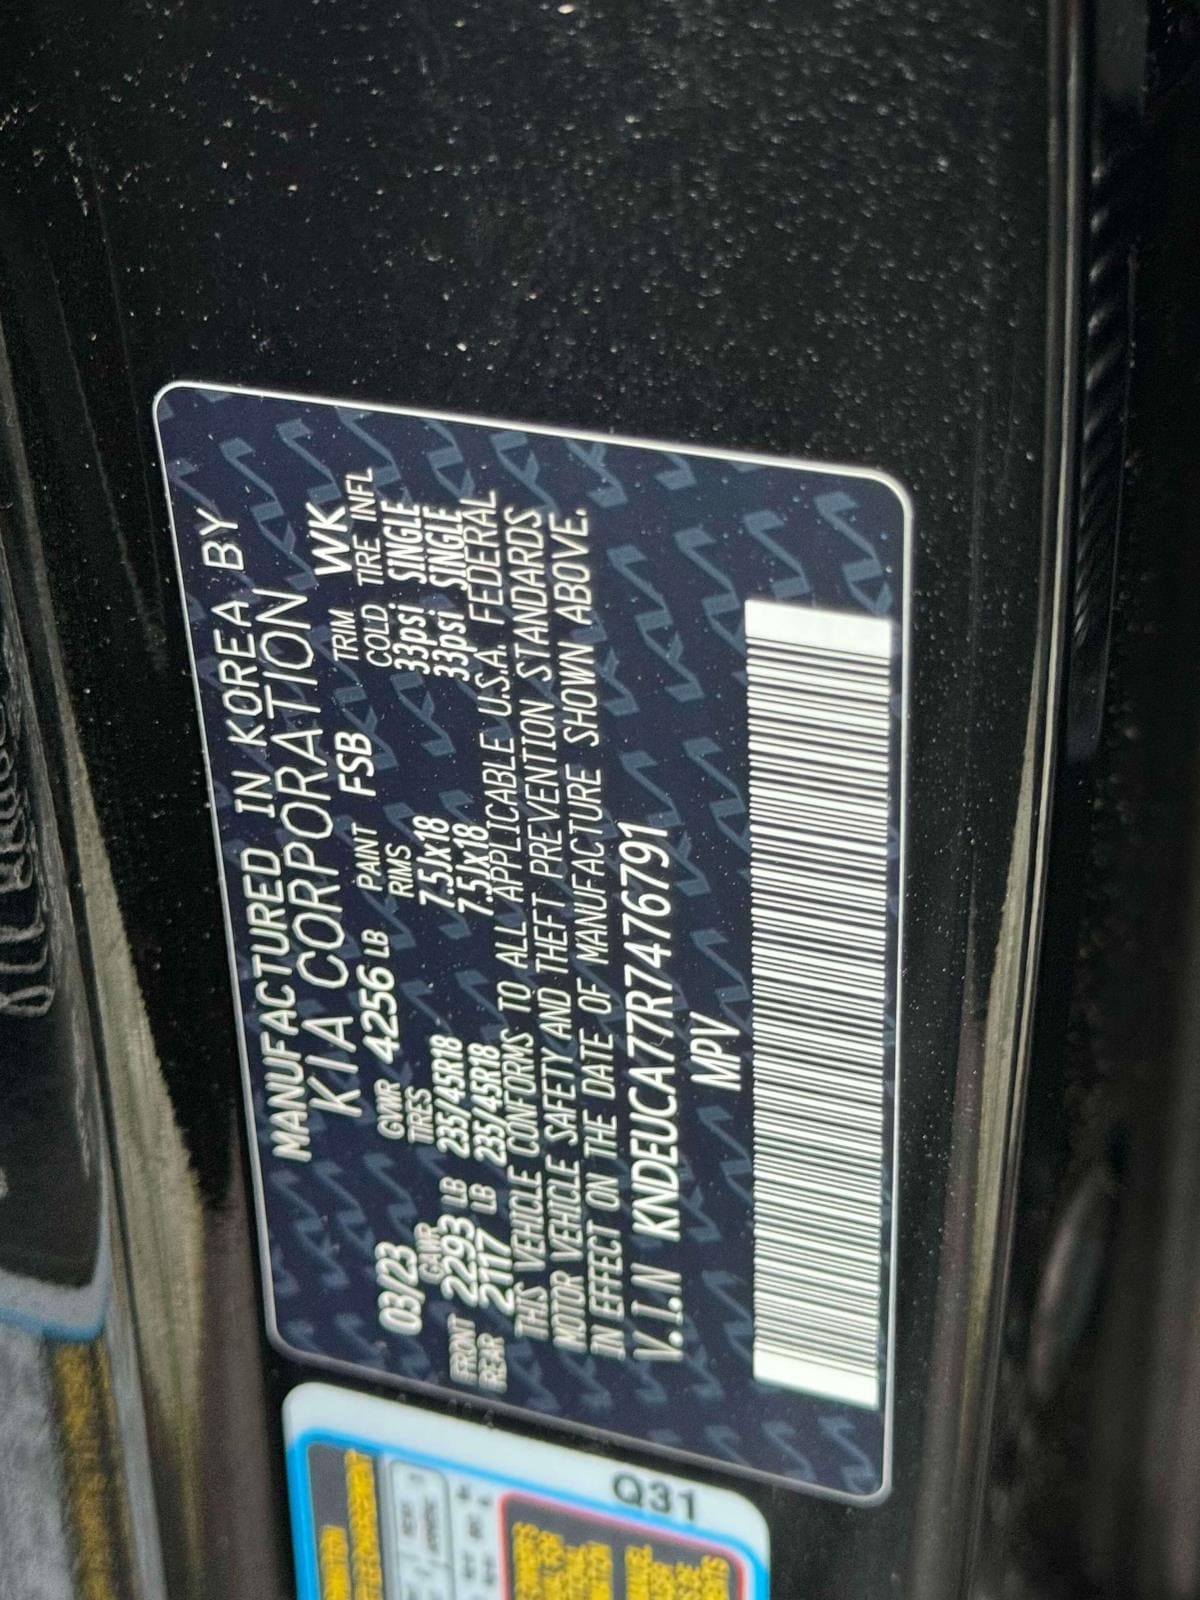 MANUFACTURED IN KOREA BY
KIA CORPORATION
03/23 GVWR 4256 LB PAINT FSB TRIM WK
GAWR TIRES RIMS COLD TIRE INFL
FRONT 2293 LB 235/45R18 7.5Jx18 33psi SINGLE
REAR 2117 LB 235/45R18 7.5Jx18 33psi SINGLE
THIS VEHICLE CONFORMS TO ALL APPLICABLE U.S.A. FEDERAL
MOTOR VEHICLE SAFETY AND THEFT PREVENTION STANDARDS
IN EFFECT ON THE DATE OF MANUFACTURE SHOWN ABOVE.
V.I.N KNDEUCA77R7476791
MPV
Q31